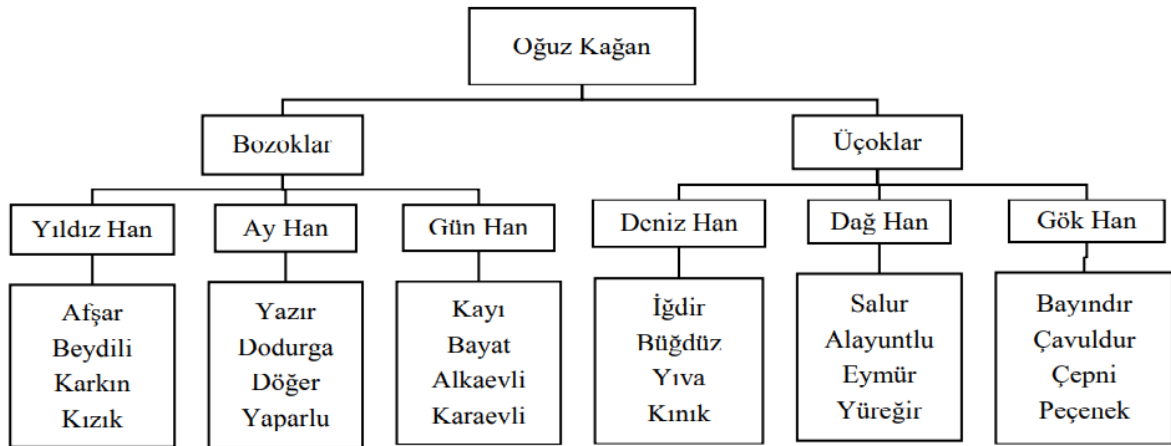 Oğuz Kağan
Bozoklar
Üçoklar
Yıldız Han
Ay Han
Gün Han
Deniz Han
Dağ Han
Gök Han
Afşar
Beydili
Karkın
Kızık
Yazır
Dodurga
Döğer
Yaparlu
Kayı
Bayat
Alkaevli
Karaevli
İğdir
Büğdüz
Yıva
Kınık
Salur
Alayuntlu
Eymür
Yüreğir
Bayındır
Çavuldur
Çepni
Peçenek